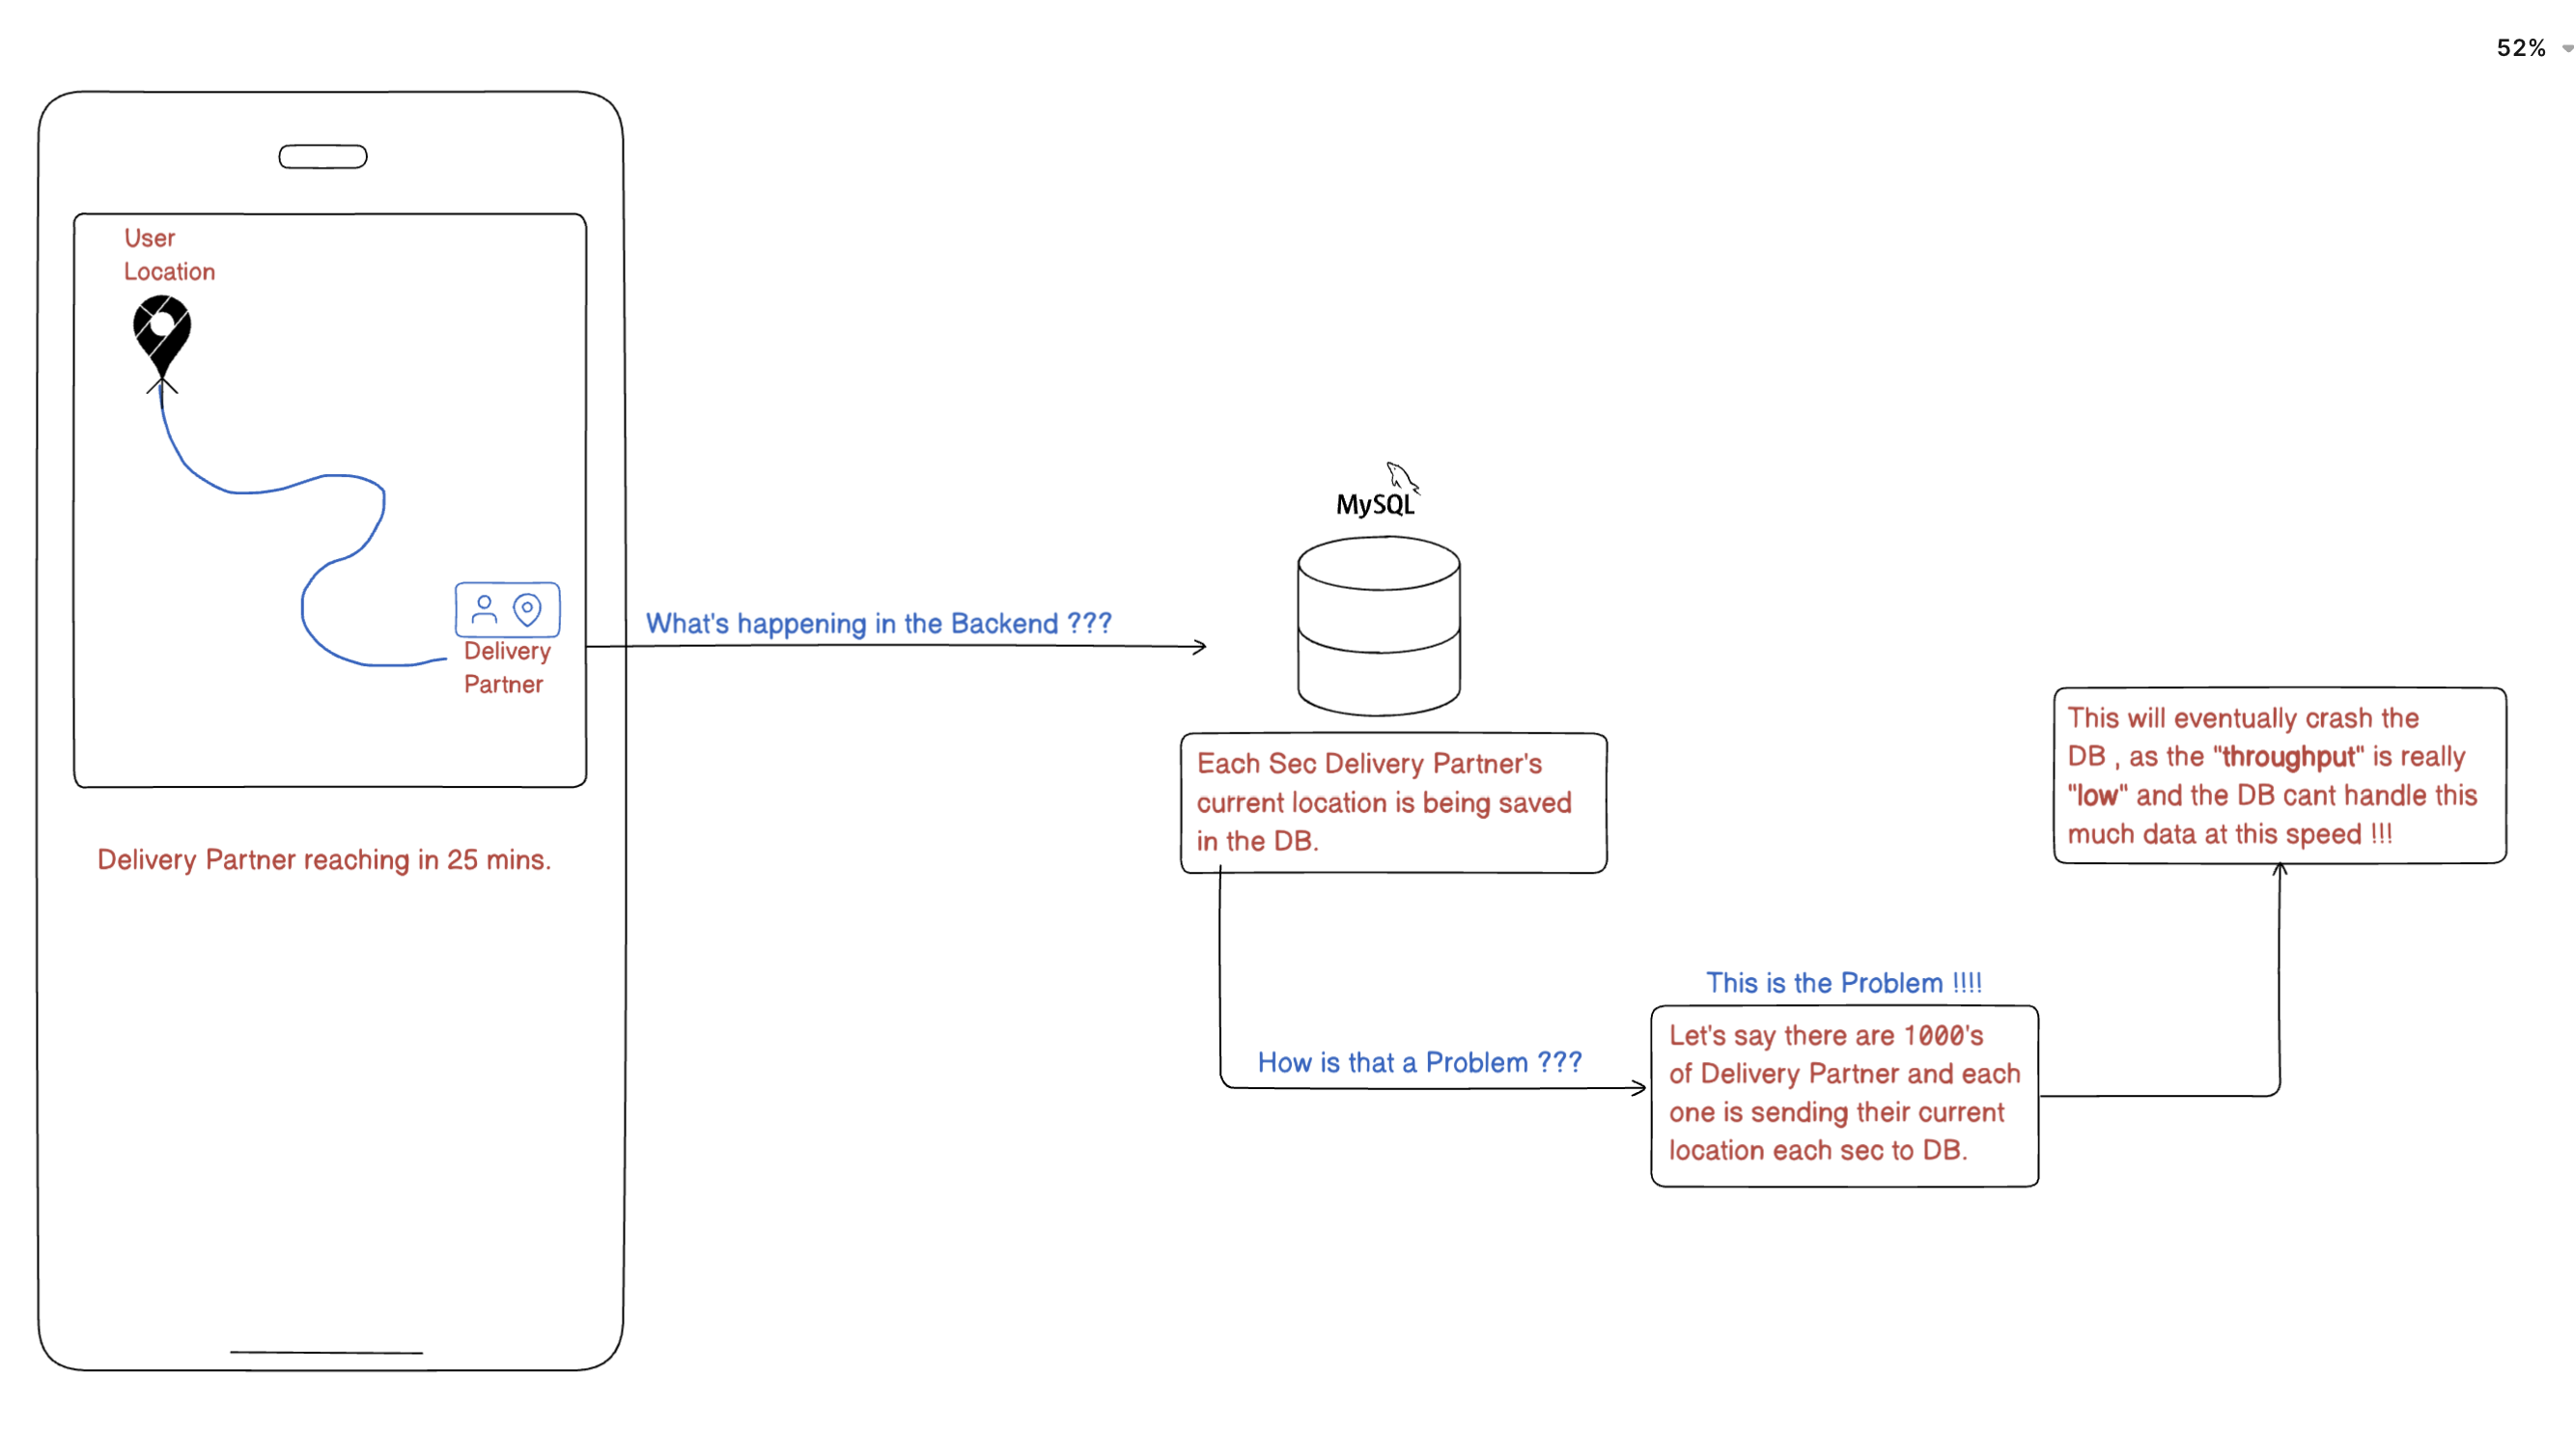 52%
User
Location
Delivery
Partner
Delivery Partner reaching in 25 mins.
What's happening in the Backend ???
MySQL
Each Sec Delivery Partner's
current location is being saved
in the DB.
How is that a Problem ???
This is the Problem !!!!
Let's say there are 1000's
of Delivery Partner and each
one is sending their current
location each sec to DB.
This will eventually crash the
DB , as the "throughput" is really
"low" and the DB cant handle this
much data at this speed !!!